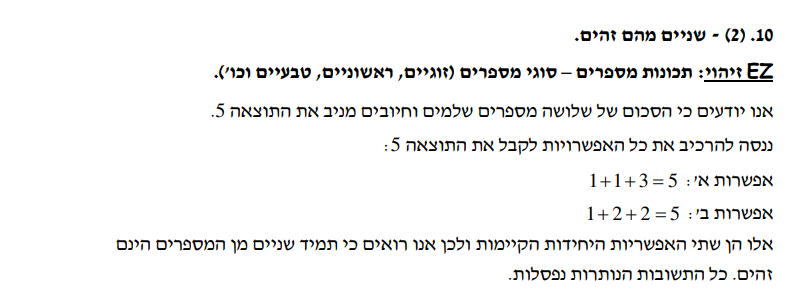 10. (2) - שניים מהם זהים.
EZ זיהוי: תכונות מספרים – סוגי מספרים (זוגיים, ראשוניים, טבעיים וכו').
אנו יודעים כי הסכום של שלושה מספרים שלמים וחיובים מניב את התוצאה 5.
ננסה להרכיב את כל האפשרויות לקבל את התוצאה 5:
אפשרות א': 1+1+3=5
אפשרות ב': 1+2+2=5
אלו הן שתי האפשריות היחידות הקיימות ולכן אנו רואים כי תמיד שניים מן המספרים הינם
זהים. כל התשובות הנותרות נפסלות.